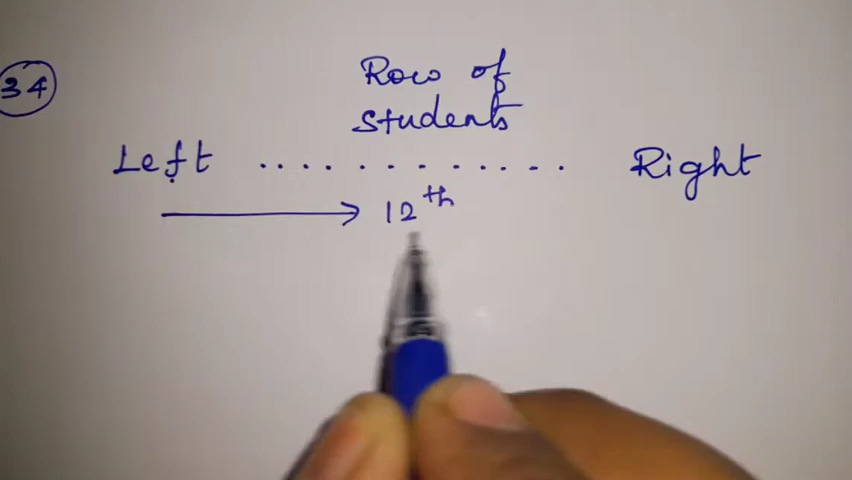 34
Row of
Students
Left ............ Right
12th